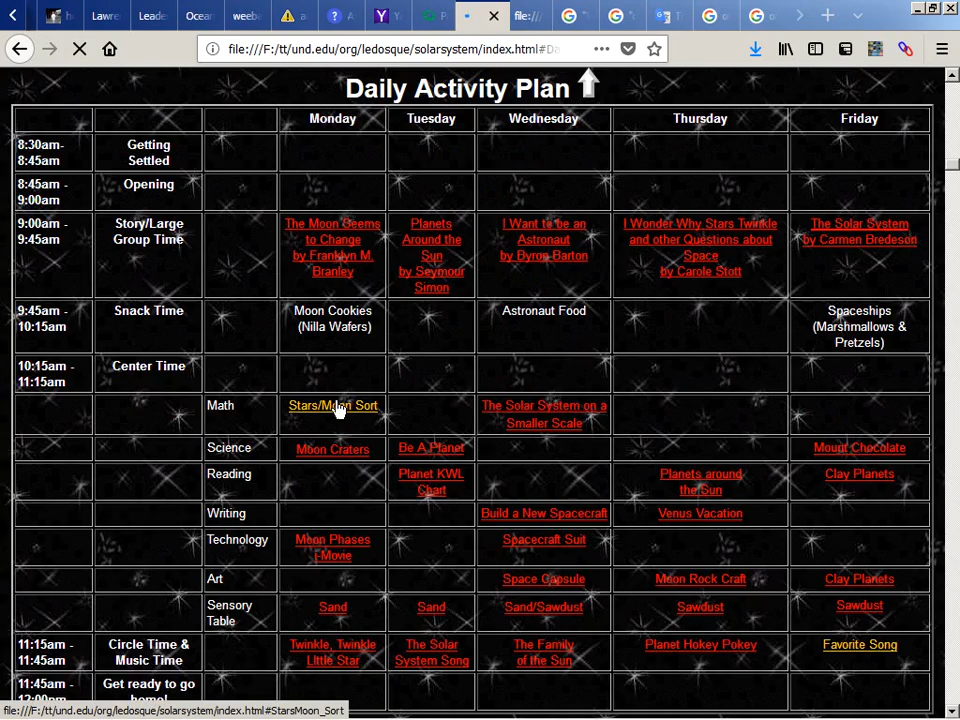 Lawre
Leade
Ocear
weeb
a
A
Y
P
file:/
file:///F:/tt/und.edu/org/ledosque/solarsystem/index.html#Da
Daily Activity Plan
Monday Tuesday Wednesday Thursday Friday
8:30am- Getting
8:45am Settled
8:45am - Opening
9:00am
9:00am - Story/Large The Moon Seems Planets I Want to be an I Wonder Why Stars Twinkle The Solar System
9:45am Group Time to Change Around the Astronaut and other Questions about by Carmen Bredeson
by Franklyn M. Sun by Byron Barton Space
Branley by Seymour by Carole Stott
Simon
9:45am - Snack Time Moon Cookies Astronaut Food Spaceships
10:15am (Nilla Wafers) (Marshmallows &
Pretzels)
10:15am - Center Time
11:15am
Math Stars/Moon Sort The Solar System on a
Smaller Scale
Science Moon Craters Be A Planet Mount Chocolate
Reading Planet KWL Planets around Clay Planets
Chart the Sun
Writing Build a New Spacecraft Venus Vacation
Technology Moon Phases Spacecraft Suit
i-Movie
Art Space Capsule Moon Rock Craft Clay Planets
Sensory Sand Sand Sand/Sawdust Sawdust Sawdust
Table
11:15am - Circle Time & Twinkle, Twinkle The Solar The Family Planet Hokey Pokey Favorite Song
11:45am Music Time Little Star System Song of the Sun
11:45am - Get ready to go
12:00pm home!
file:///F:/tt/und.edu/org/ledosque/solarsystem/index.html#StarsMoon_Sort